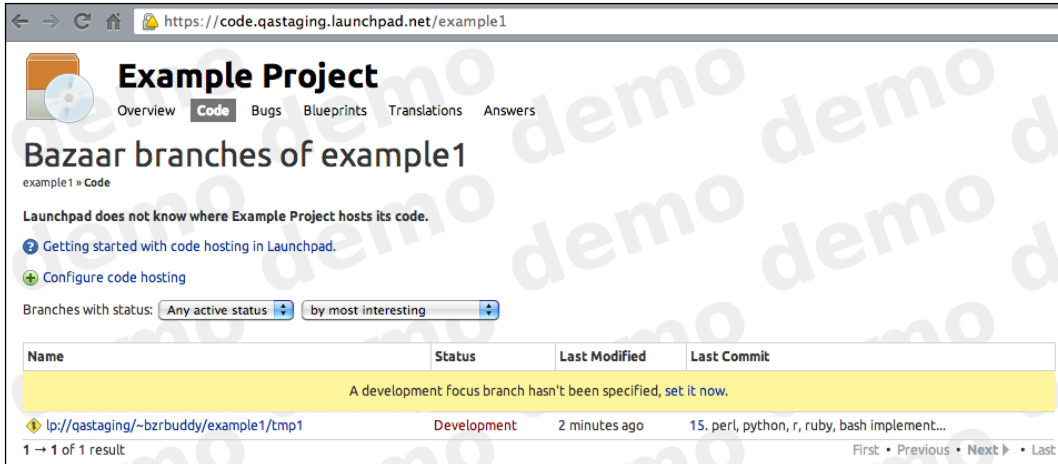 https://code.qastaging.launchpad.net/example1
Example Project
Overview Code Bugs Blueprints Translations Answers
Bazaar branches of example1
example1 » Code
Launchpad does not know where Example Project hosts its code.
Getting started with code hosting in Launchpad.
Configure code hosting
Branches with status: Any active status by most interesting
Name Status Last Modified Last Commit
A development focus branch hasn't been specified, set it now.
lp://qastaging/~bzrbuddy/example1/tmp1 Development 2 minutes ago 15. perl, python, r, ruby, bash implement...
1 → 1 of 1 result First • Previous • Next • Last
demo